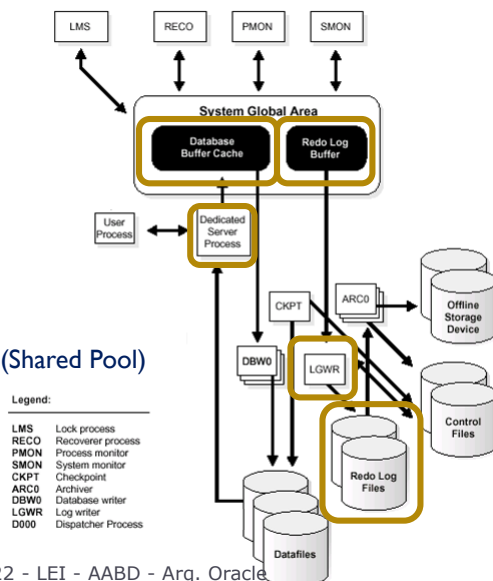 LMS
RECO
PMON
SMON
System Global Area
Database
Buffer Cache
Redo Log
Buffer
User
Process
Dedicated
Server
Process
CKPT
ARC0
Offline
Storage
Device
(Shared Pool)
DBW0
LGWR
Control
Files
Legend:
LMS Lock process
RECO Recoverer process
PMON Process monitor
SMON System monitor
CKPT Checkpoint
ARC0 Archiver
DBW0 Database writer
LGWR Log writer
D000 Dispatcher Process
Redo Log
Files
Datafiles
22 - LEI - AABD - Arq. Oracle